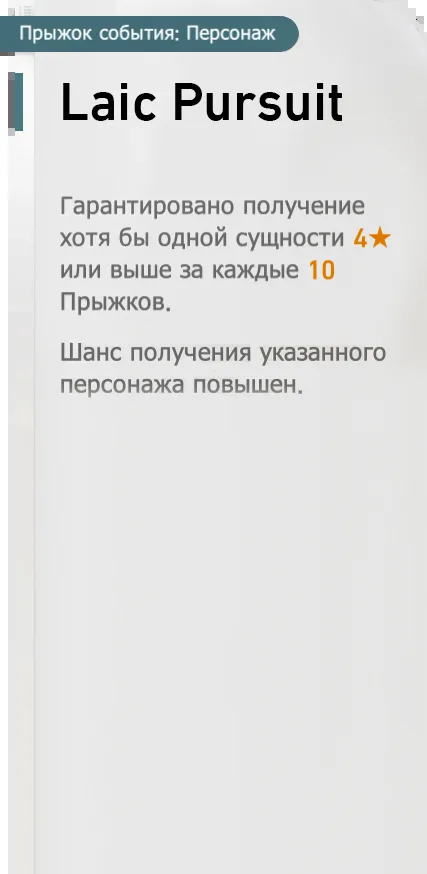 Прыжок события: Персонаж
Laic Pursuit
Гарантировано получение
хотя бы одной сущности 4★
или выше за каждые 10
Прыжков.
Шанс получения указанного
персонажа повышен.